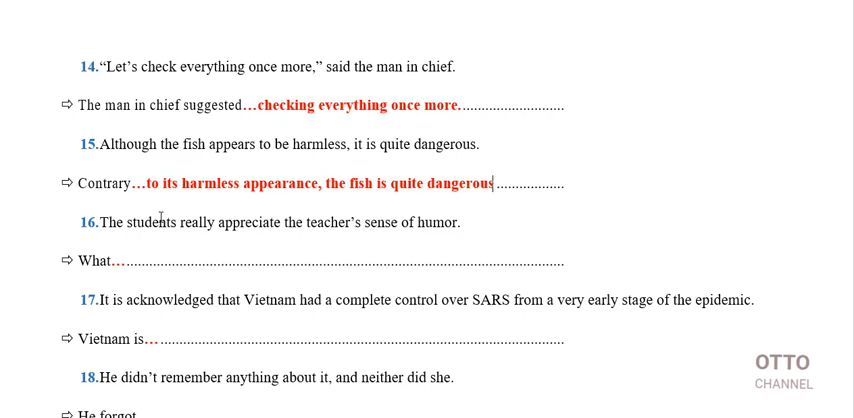 14.“Let’s check everything once more,” said the man in chief.
⇨ The man in chief suggested…checking everything once more...........................
15.Although the fish appears to be harmless, it is quite dangerous.
⇨ Contrary…to its harmless appearance, the fish is quite dangerous.................
16.The students really appreciate the teacher’s sense of humor.
⇨ What…..............................................................................................................
17.It is acknowledged that Vietnam had a complete control over SARS from a very early stage of the epidemic.
⇨ Vietnam is…......................................................................................................
18.He didn’t remember anything about it, and neither did she.
⇨ He forgot
OTTO
CHANNEL